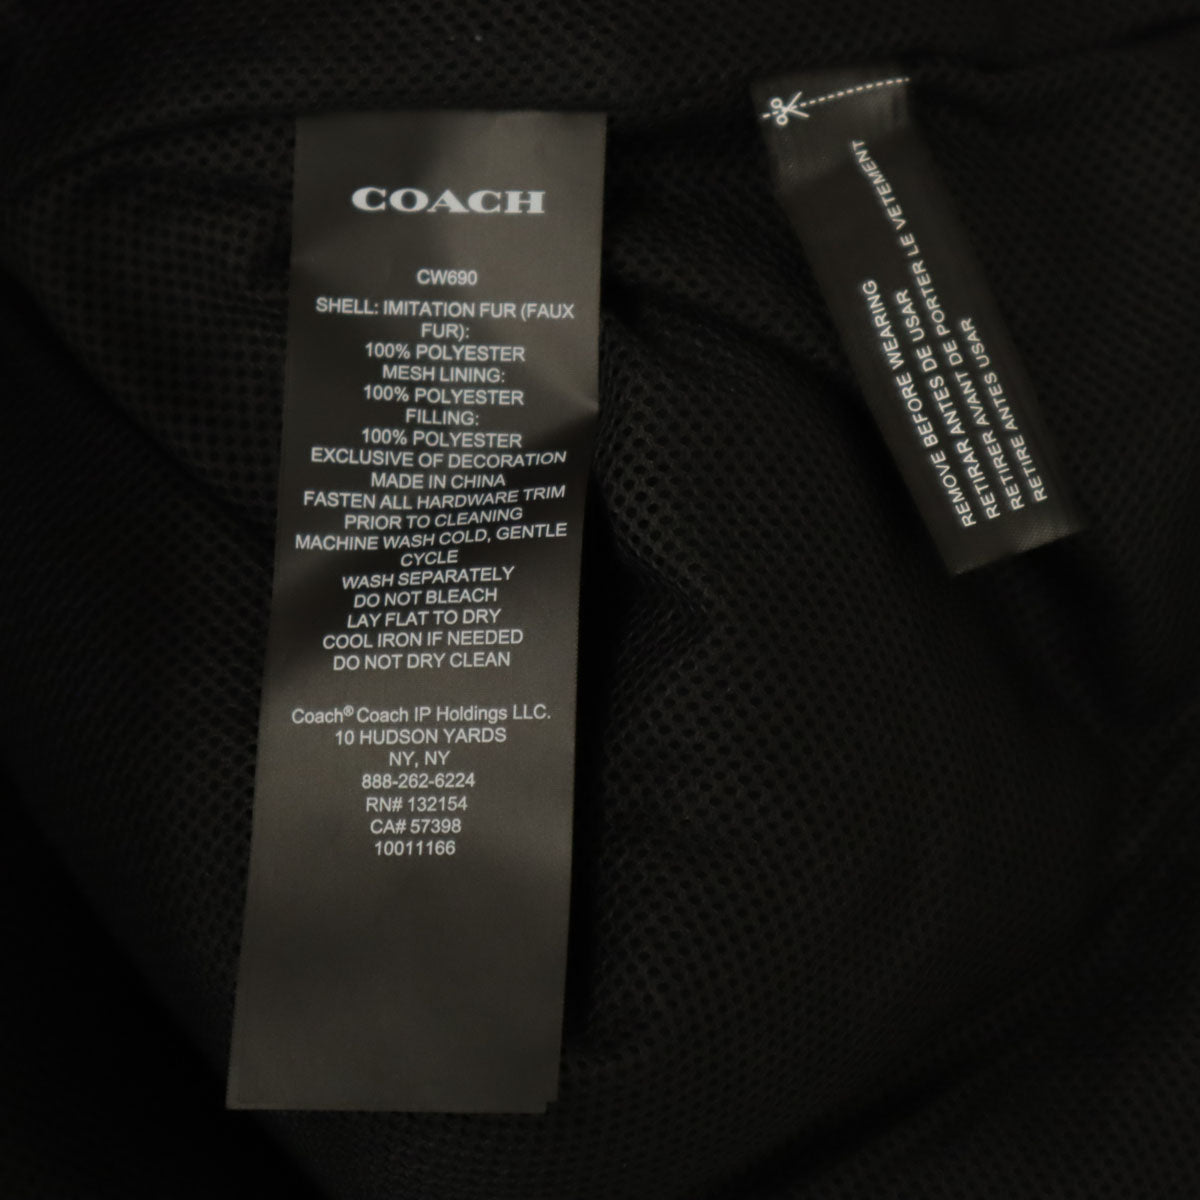 COACH
CW690
SHELL: IMITATION FUR (FAUX
FUR):
100% POLYESTER
MESH LINING:
100% POLYESTER
FILLING:
100% POLYESTER
EXCLUSIVE OF DECORATION
MADE IN CHINA
FASTEN ALL HARDWARE TRIM
PRIOR TO CLEANING
MACHINE WASH COLD, GENTLE
CYCLE
WASH SEPARATELY
DO NOT BLEACH
LAY FLAT TO DRY
COOL IRON IF NEEDED
DO NOT DRY CLEAN
Coach® Coach IP Holdings LLC.
10 HUDSON YARDS
NY, NY
888-262-6224
RN# 132154
CA# 57398
10011166
REMOVE BEFORE WEARING
RETIRAR ANTES DE USAR
RETIRER AVANT DE PORTER LE VETEMENT
RETIRE ANTES USAR